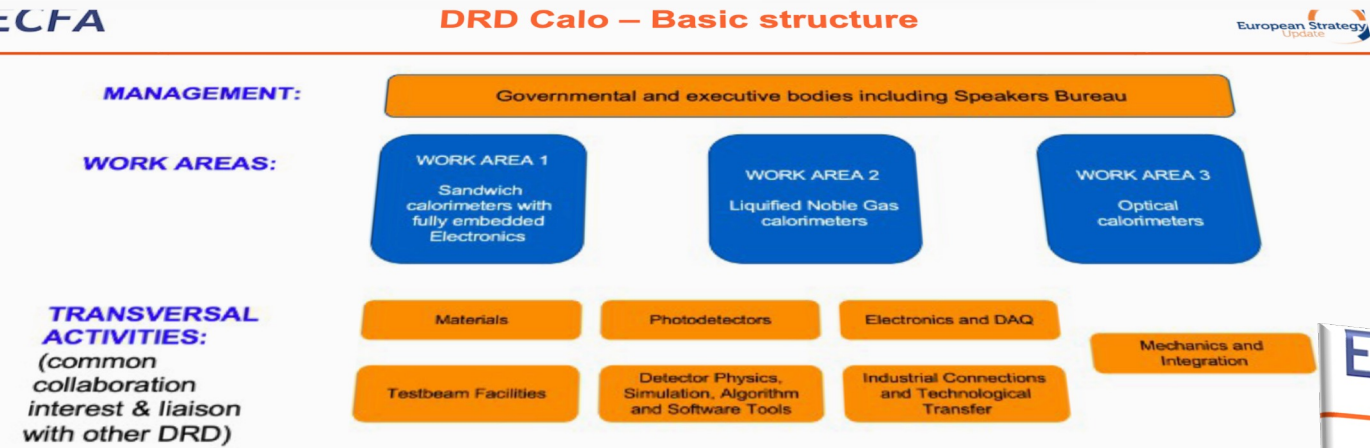 ECFA
DRD Calo – Basic structure
European Strategy
Update
MANAGEMENT:
Governmental and executive bodies including Speakers Bureau
WORK AREAS:
WORK AREA 1
Sandwich
calorimeters with
fully embedded
Electronics
WORK AREA 2
Liquified Noble Gas
calorimeters
WORK AREA 3
Optical
calorimeters
TRANSVERSAL
ACTIVITIES:
(common
collaboration
interest & liaison
with other DRD)
Materials
Photodetectors
Electronics and DAQ
Mechanics and
Integration
Testbeam Facilities
Detector Physics,
Simulation, Algorithm
and Software Tools
Industrial Connections
and Technological
Transfer
E